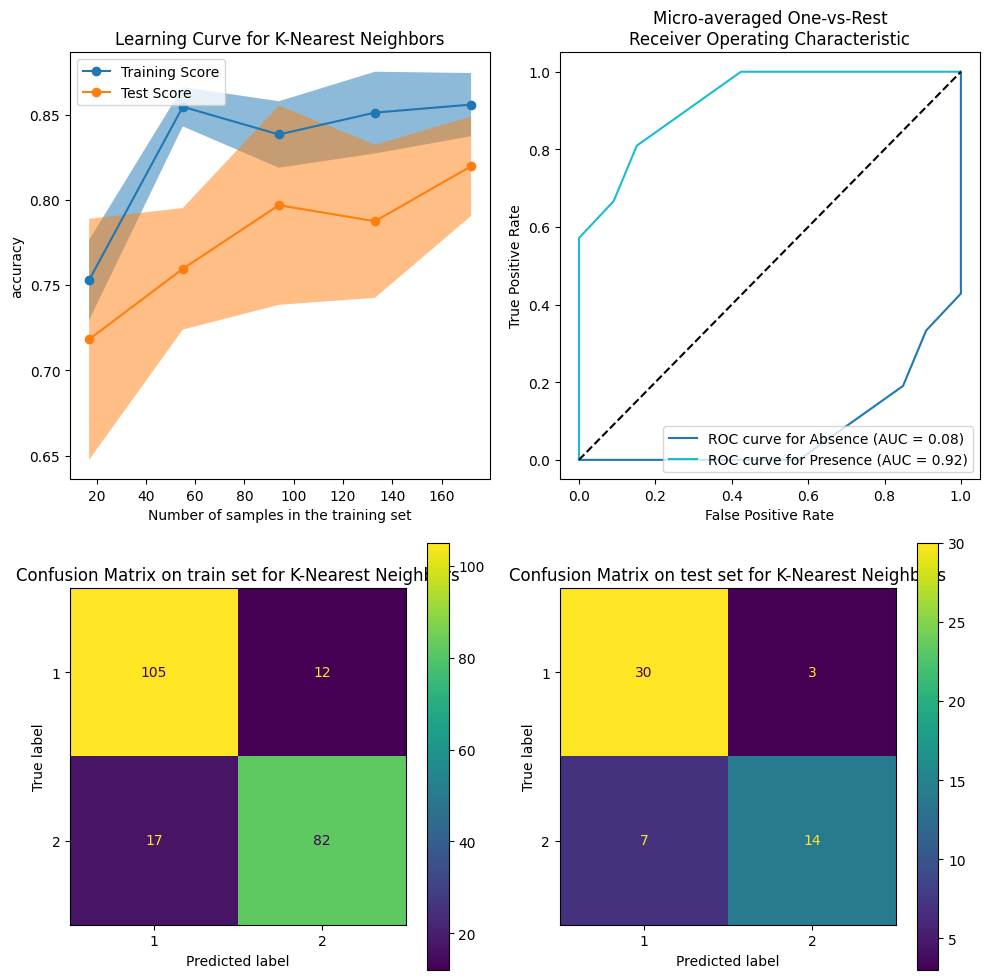 Learning Curve for K-Nearest Neighbors
Training Score
Test Score
0.85
0.80
0.75
0.70
0.65
accuracy
20 40 60 80 100 120 140 160
Number of samples in the training set
Micro-averaged One-vs-Rest
Receiver Operating Characteristic
1.0
0.8
0.6
0.4
0.2
0.0
True Positive Rate
ROC curve for Absence (AUC = 0.08)
ROC curve for Presence (AUC = 0.92)
0.0 0.2 0.4 0.6 0.8 1.0
False Positive Rate
Confusion Matrix on train set for K-Nearest Neighbors
1
2
True label
105 12
17 82
1 2
Predicted label
100
80
60
40
20
Confusion Matrix on test set for K-Nearest Neighbors
1
2
True label
30 3
7 14
1 2
Predicted label
30
25
20
15
10
5